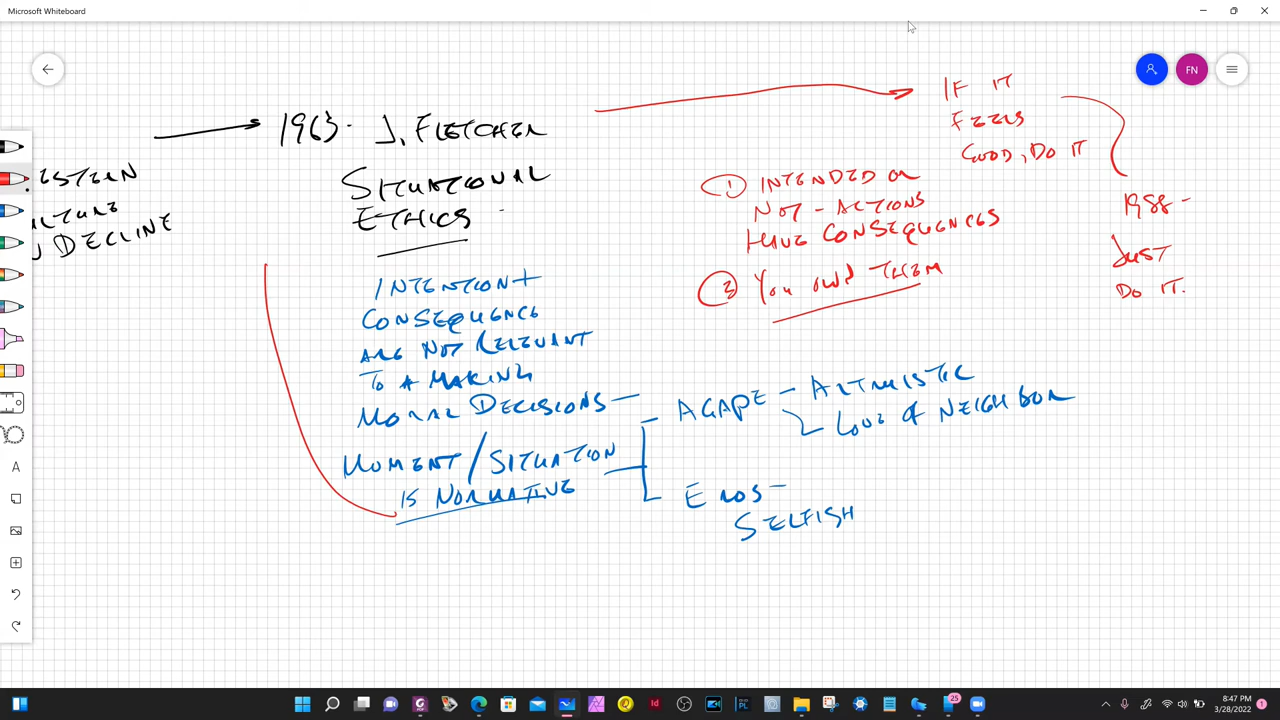 Microsoft Whiteboard
FN
1963- J. FLETCHER
SITUATIONAL
ETHICS
ESTERN
DECLINE
IF IT
FEELS
GOOD, DO IT
① INTENDED OR
NOT - ACTIONS
HAVE CONSEQUENCES
② YOU OWN THEM
1988 -
JUST
DO IT.
INTENTION +
CONSEQUENCE
ARE NOT RELEVANT
TO A MAKING
MORAL DECISIONS -
MOMENT / SITUATION
IS NORMATIVE
AGAPE - ALTRUISTIC
LOVE of NEIGHBOR
EROS -
SELFISH
A
25
8:47 PM
3/28/2022
1